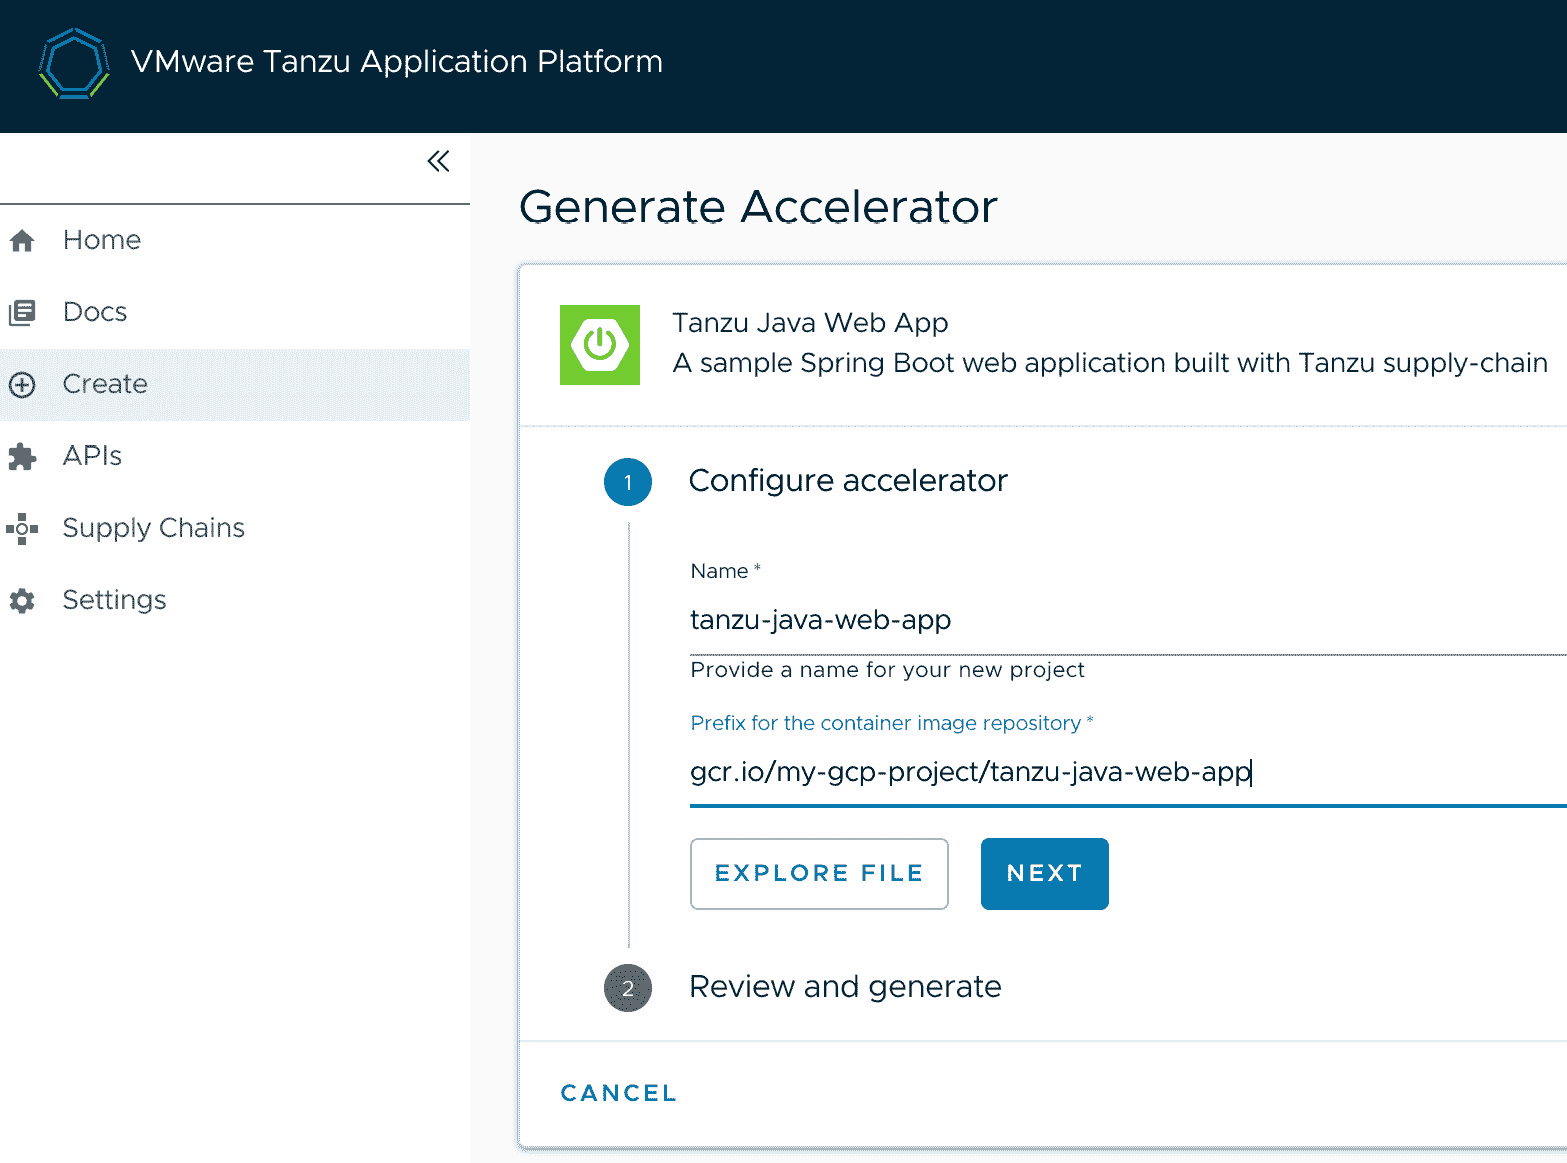 VMware Tanzu Application Platform
Home
Docs
Create
APIs
Supply Chains
Settings
Generate Accelerator
Tanzu Java Web App
A sample Spring Boot web application built with Tanzu supply-chain
1
Configure accelerator
Name *
tanzu-java-web-app
Provide a name for your new project
Prefix for the container image repository *
gcr.io/my-gcp-project/tanzu-java-web-app
EXPLORE FILE
NEXT
2
Review and generate
CANCEL